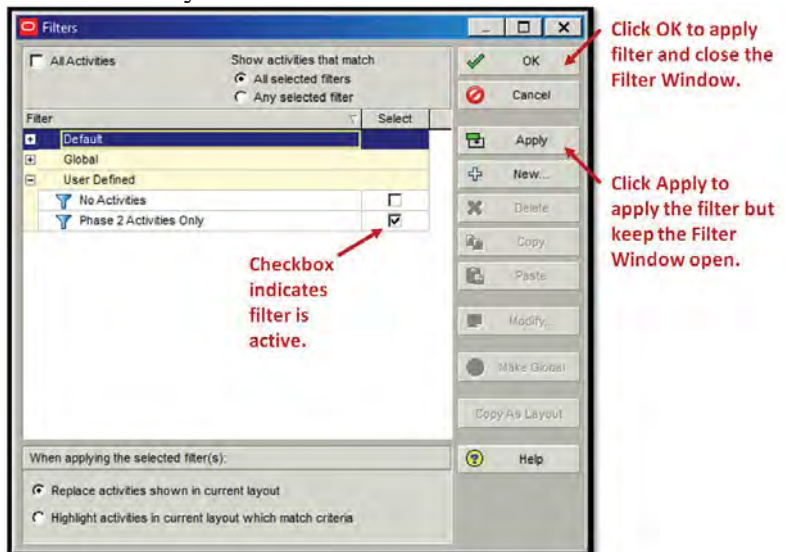 Filters
All Activities
Show activities that match
All selected filters
Any selected filter
Filter
Select
Default
Global
User Defined
No Activities
Phase 2 Activities Only
Checkbox
indicates
filter is
active.
When applying the selected filter(s):
Replace activities shown in current layout
Highlight activities in current layout which match criteria
OK
Cancel
Apply
New...
Delete
Copy
Paste
Modify...
Make Global
Copy As Layout
Help
Click OK to apply
filter and close the
Filter Window.
Click Apply to
apply the filter but
keep the Filter
Window open.